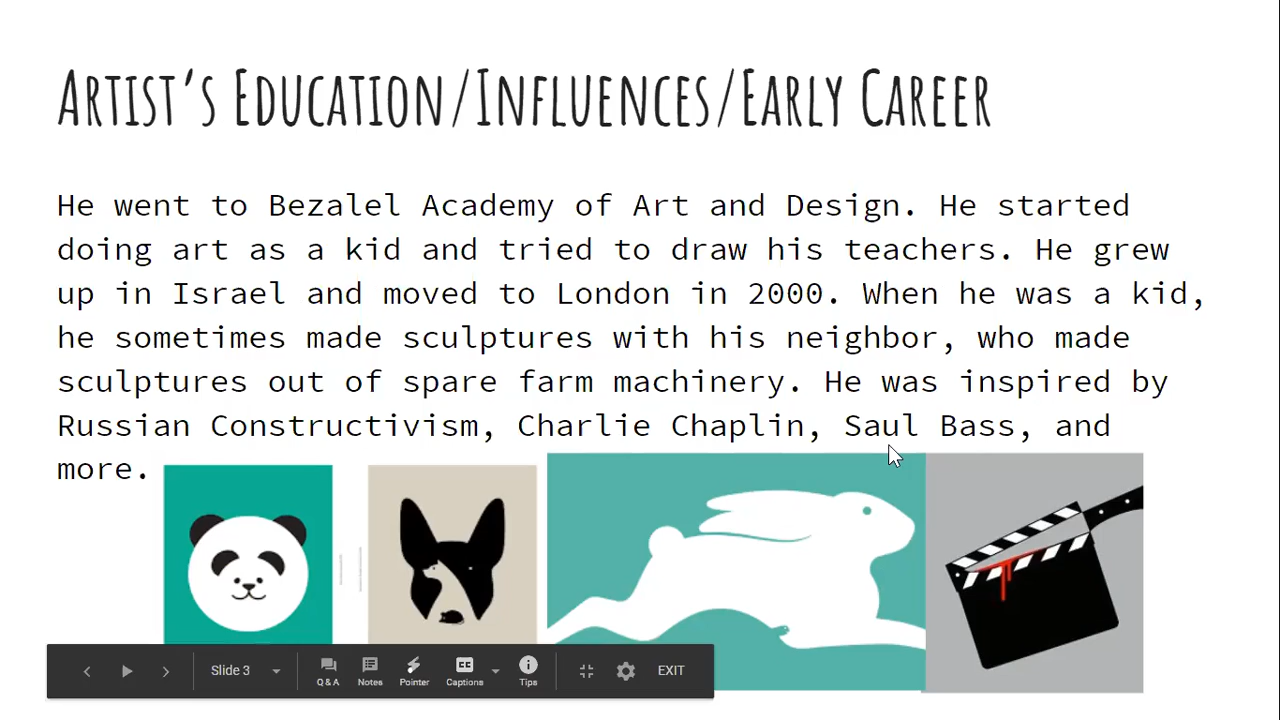 Artist's Education/Influences/Early Career
He went to Bezalel Academy of Art and Design. He started
doing art as a kid and tried to draw his teachers. He grew
up in Israel and moved to London in 2000. When he was a kid,
he sometimes made sculptures with his neighbor, who made
sculptures out of spare farm machinery. He was inspired by
Russian Constructivism, Charlie Chaplin, Saul Bass, and
more.
Slide 3
Q & A
Notes
Pointer
CC
Captions
Tips
EXIT